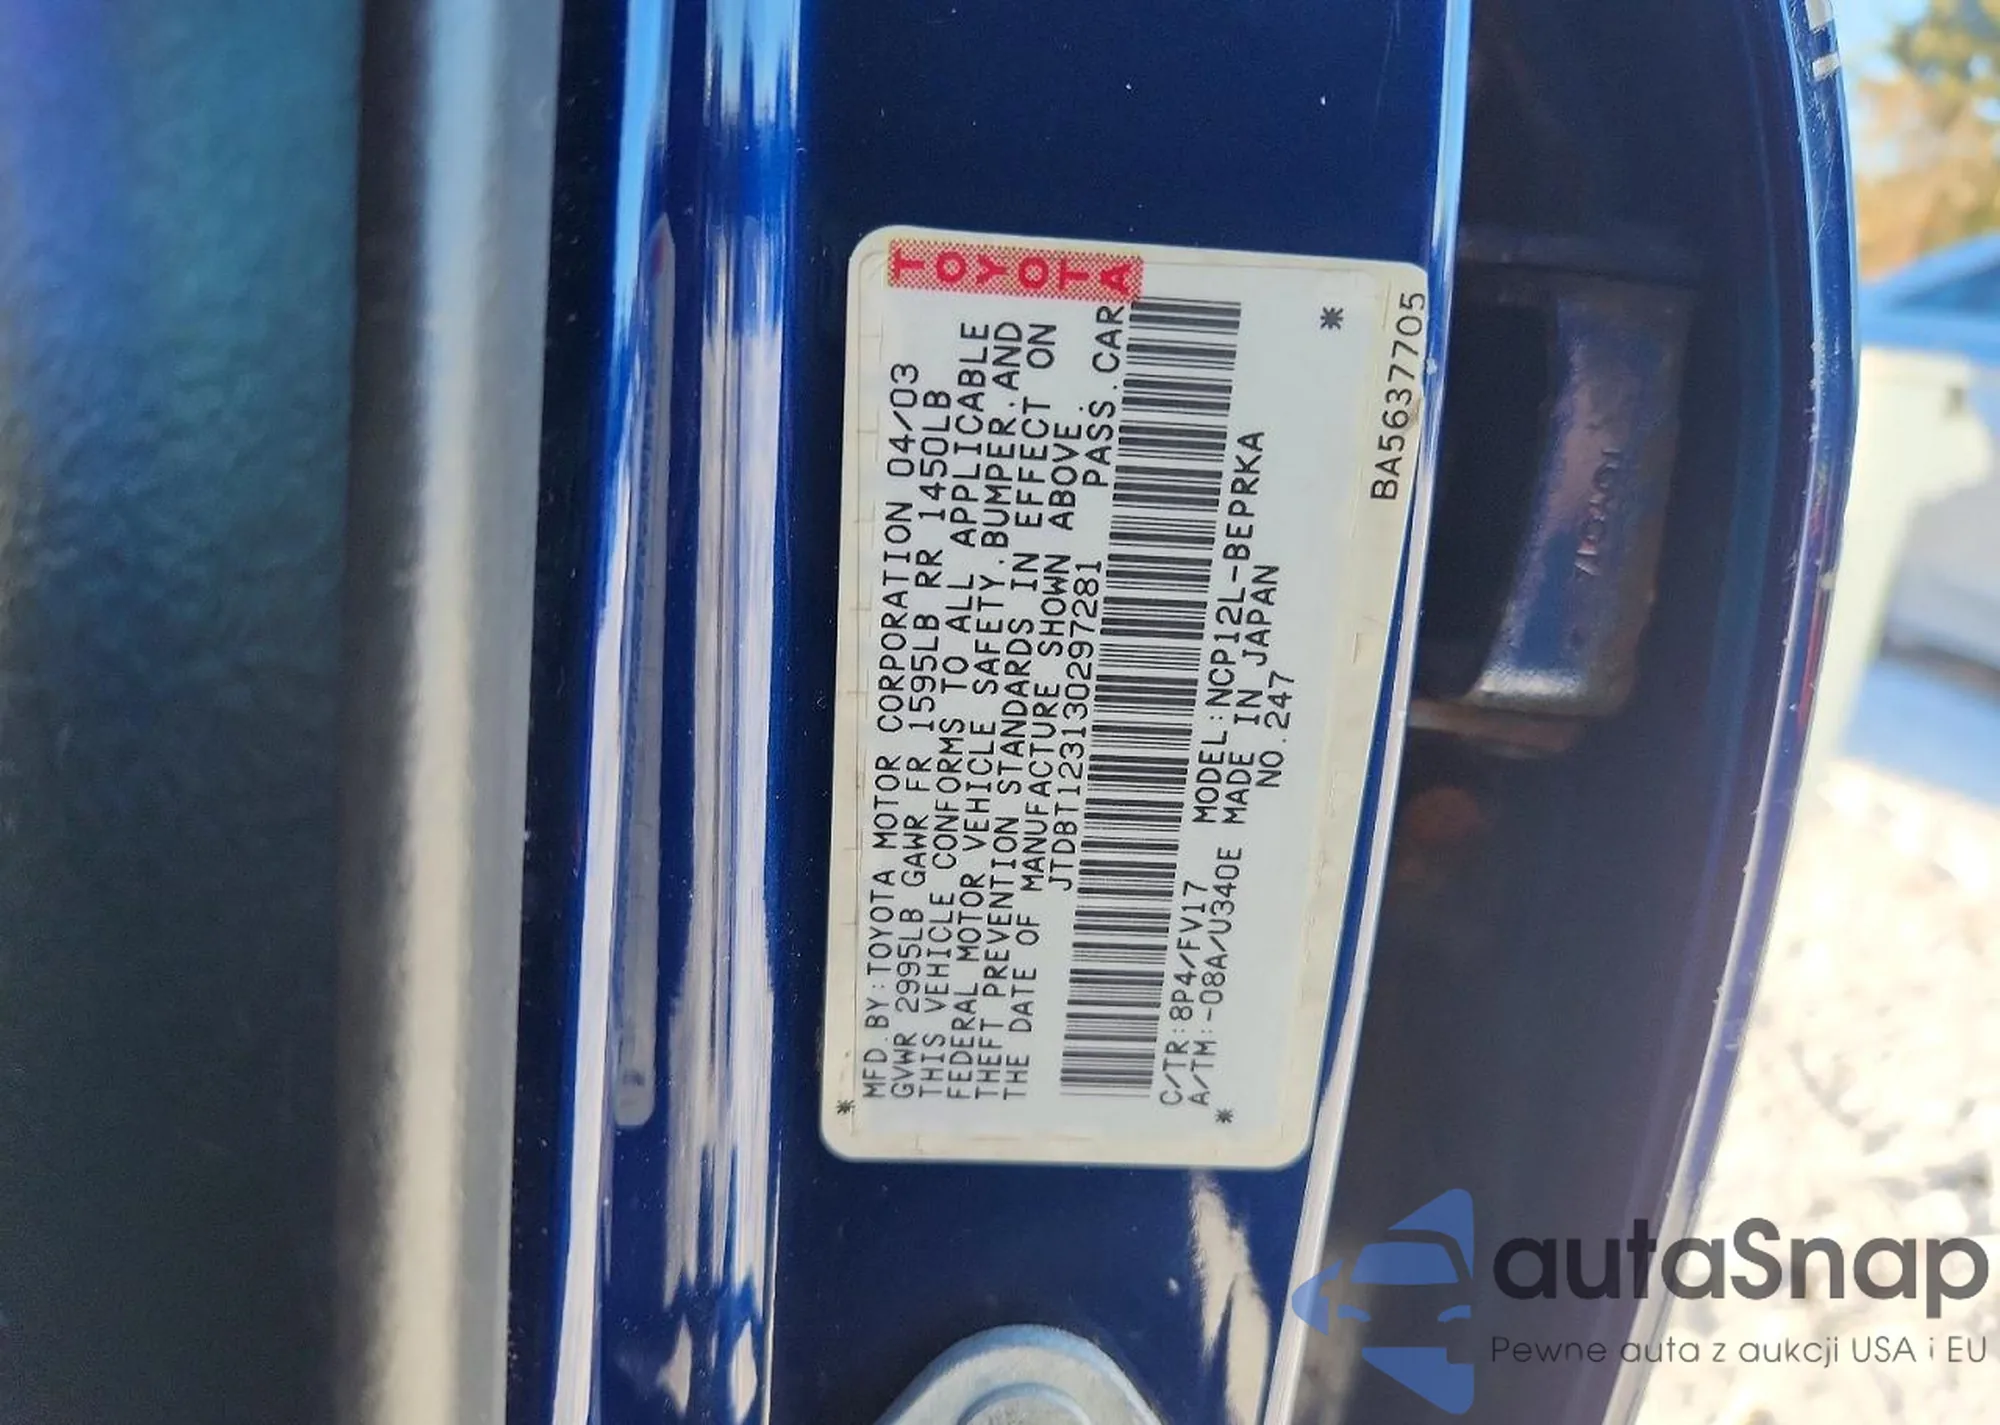 TOYOTA
MFD.BY:TOYOTA MOTOR CORPORATION 04/03
GVWR 2995LB GAWR FR 1595LB RR 1450LB
THIS VEHICLE CONFORMS TO ALL APPLICABLE
FEDERAL MOTOR VEHICLE SAFETY.BUMPER.AND
THEFT PREVENTION STANDARDS IN EFFECT ON
THE DATE OF MANUFACTURE SHOWN ABOVE.
JTDBT123130297281 PASS.CAR
C/TR:8P4/FV17 MODEL:NCP12L-BEPRKA
A/TM:-08A/U340E MADE IN JAPAN
NO.247
BA5637705
autaSnap
Pewne auta z aukcji USA i EU